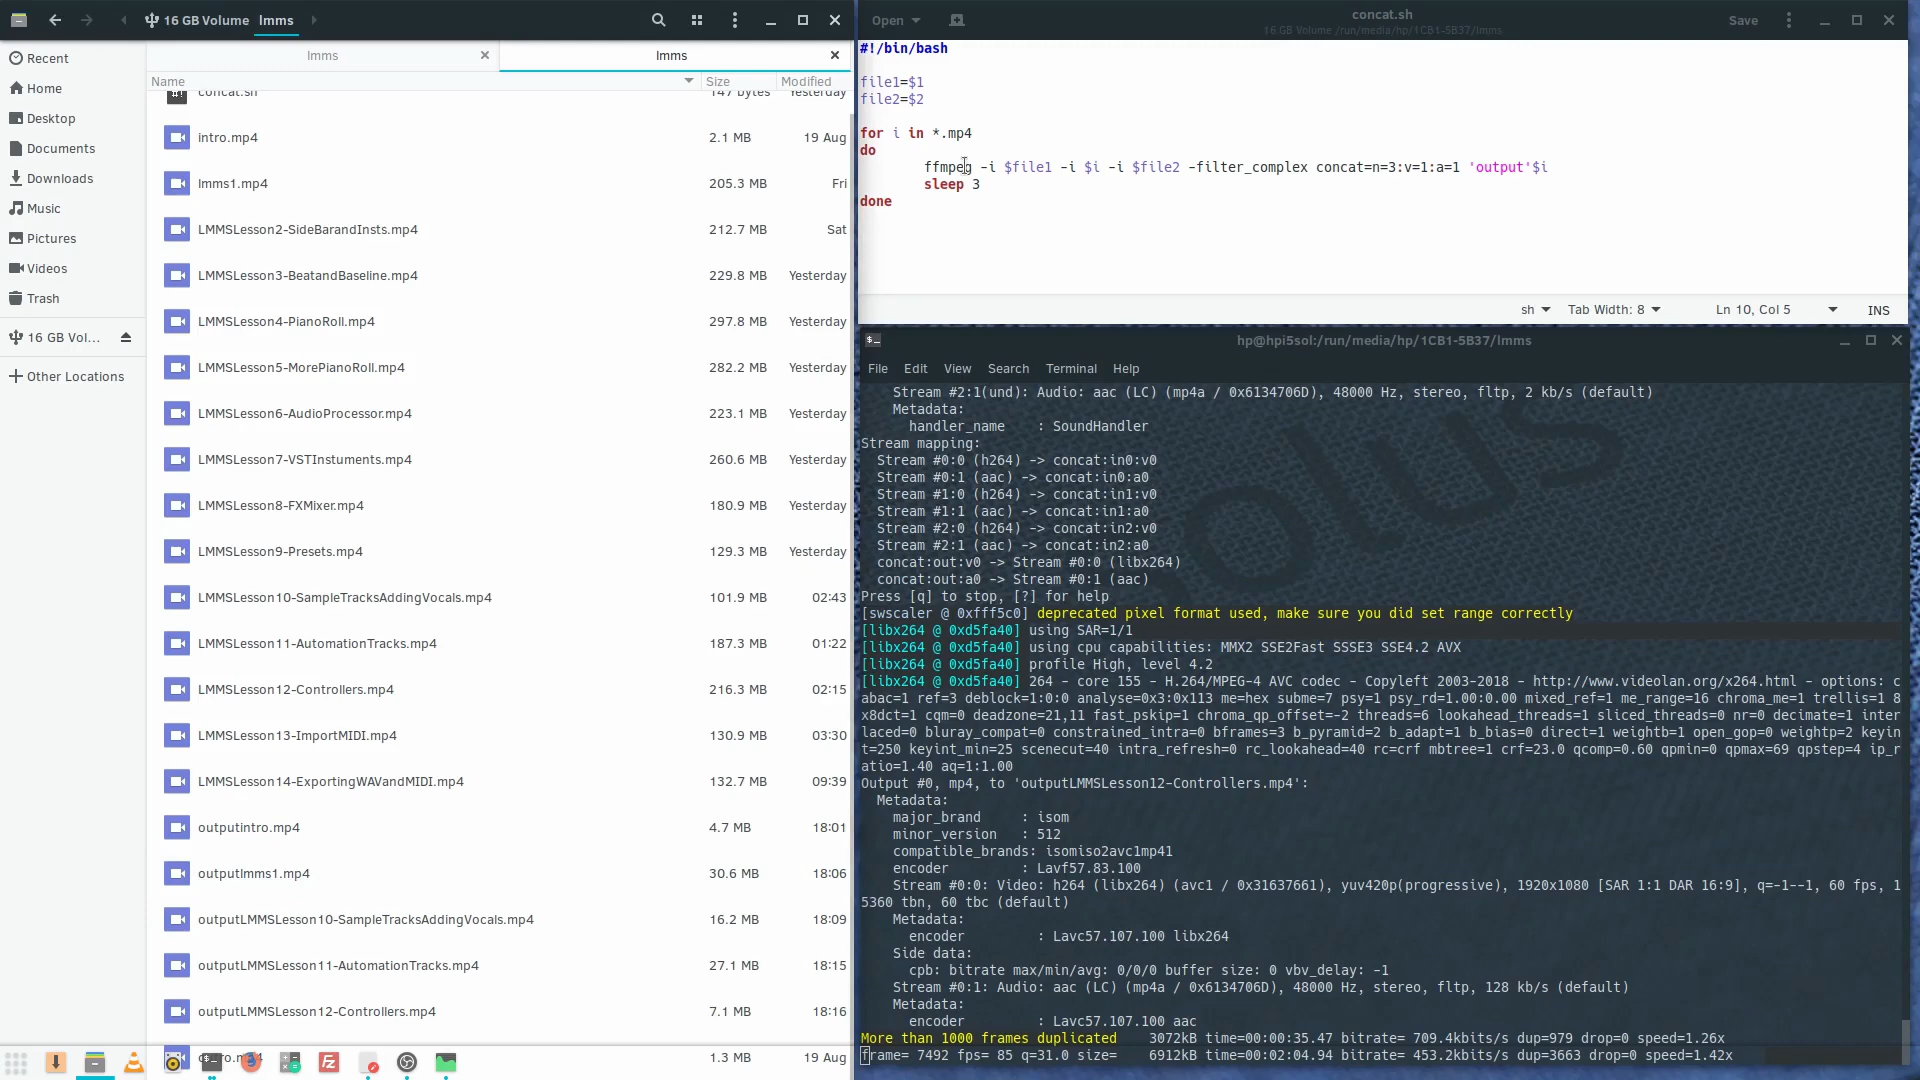 16 GB Volume lmms
lmms
lmms
Name
Size
Modified
Recent
Home
Desktop
Documents
Downloads
Music
Pictures
Videos
Trash
16 GB Vol...
Other Locations
concat.sh 147 bytes Yesterday
intro.mp4 2.1 MB 19 Aug
lmms1.mp4 205.3 MB Fri
LMMSLesson2-SideBarandInsts.mp4 212.7 MB Sat
LMMSLesson3-BeatandBaseline.mp4 229.8 MB Yesterday
LMMSLesson4-PianoRoll.mp4 297.8 MB Yesterday
LMMSLesson5-MorePianoRoll.mp4 282.2 MB Yesterday
LMMSLesson6-AudioProcessor.mp4 223.1 MB Yesterday
LMMSLesson7-VSTInstuments.mp4 260.6 MB Yesterday
LMMSLesson8-FXMixer.mp4 180.9 MB Yesterday
LMMSLesson9-Presets.mp4 129.3 MB Yesterday
LMMSLesson10-SampleTracksAddingVocals.mp4 101.9 MB 02:43
LMMSLesson11-AutomationTracks.mp4 187.3 MB 01:22
LMMSLesson12-Controllers.mp4 216.3 MB 02:15
LMMSLesson13-ImportMIDI.mp4 130.9 MB 03:30
LMMSLesson14-ExportingWAVandMIDI.mp4 132.7 MB 09:39
outputintro.mp4 4.7 MB 18:01
outputlmms1.mp4 30.6 MB 18:06
outputLMMSLesson10-SampleTracksAddingVocals.mp4 16.2 MB 18:09
outputLMMSLesson11-AutomationTracks.mp4 27.1 MB 18:15
outputLMMSLesson12-Controllers.mp4 7.1 MB 18:16
1.3 MB 19 Aug
Open
concat.sh
16 GB Volume /run/media/hp/1CB1-5B37/lmms
Save
#!/bin/bash
file1=$1
file2=$2
for i in *.mp4
do
ffmpeg -i $file1 -i $i -i $file2 -filter_complex concat=n=3:v=1:a=1 'output'$i
sleep 3
done
sh Tab Width: 8 Ln 10, Col 5 INS
hp@hpi5sol:/run/media/hp/1CB1-5B37/lmms
File Edit View Search Terminal Help
Stream #2:1(und): Audio: aac (LC) (mp4a / 0x6134706D), 48000 Hz, stereo, fltp, 2 kb/s (default)
Metadata:
handler_name : SoundHandler
Stream mapping:
Stream #0:0 (h264) -> concat:in0:v0
Stream #0:1 (aac) -> concat:in0:a0
Stream #1:0 (h264) -> concat:in1:v0
Stream #1:1 (aac) -> concat:in1:a0
Stream #2:0 (h264) -> concat:in2:v0
Stream #2:1 (aac) -> concat:in2:a0
concat:out:v0 -> Stream #0:0 (libx264)
concat:out:a0 -> Stream #0:1 (aac)
Press [q] to stop, [?] for help
[swscaler @ 0xfff5c0] deprecated pixel format used, make sure you did set range correctly
[libx264 @ 0xd5fa40] using SAR=1/1
[libx264 @ 0xd5fa40] using cpu capabilities: MMX2 SSE2Fast SSSE3 SSE4.2 AVX
[libx264 @ 0xd5fa40] profile High, level 4.2
[libx264 @ 0xd5fa40] 264 - core 155 - H.264/MPEG-4 AVC codec - Copyleft 2003-2018 - http://www.videolan.org/x264.html - options: c
abac=1 ref=3 deblock=1:0:0 analyse=0x3:0x113 me=hex subme=7 psy=1 psy_rd=1.00:0.00 mixed_ref=1 me_range=16 chroma_me=1 trellis=1 8
x8dct=1 cqm=0 deadzone=21,11 fast_pskip=1 chroma_qp_offset=-2 threads=6 lookahead_threads=1 sliced_threads=0 nr=0 decimate=1 inter
laced=0 bluray_compat=0 constrained_intra=0 bframes=3 b_pyramid=2 b_adapt=1 b_bias=0 direct=1 weightb=1 open_gop=0 weightp=2 keyin
t=250 keyint_min=25 scenecut=40 intra_refresh=0 rc_lookahead=40 rc=crf mbtree=1 crf=23.0 qcomp=0.60 qpmin=0 qpmax=69 qpstep=4 ip_r
atio=1.40 aq=1:1.00
Output #0, mp4, to 'outputLMMSLesson12-Controllers.mp4':
Metadata:
major_brand : isom
minor_version : 512
compatible_brands: isomiso2avc1mp41
encoder : Lavf57.83.100
Stream #0:0: Video: h264 (libx264) (avc1 / 0x31637661), yuv420p(progressive), 1920x1080 [SAR 1:1 DAR 16:9], q=-1--1, 60 fps, 1
5360 tbn, 60 tbc (default)
Metadata:
encoder : Lavc57.107.100 libx264
Side data:
cpb: bitrate max/min/avg: 0/0/0 buffer size: 0 vbv_delay: -1
Stream #0:1: Audio: aac (LC) (mp4a / 0x6134706D), 48000 Hz, stereo, fltp, 128 kb/s (default)
Metadata:
encoder : Lavc57.107.100 aac
More than 1000 frames duplicated 3072kB time=00:00:35.47 bitrate= 709.4kbits/s dup=979 drop=0 speed=1.26x
frame= 7492 fps= 85 q=31.0 size= 6912kB time=00:02:04.94 bitrate= 453.2kbits/s dup=3663 drop=0 speed=1.42x